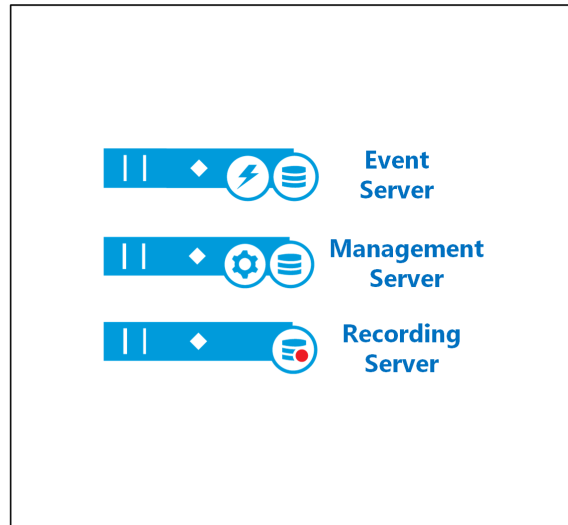 Event
Server
Management
Server
Recording
Server